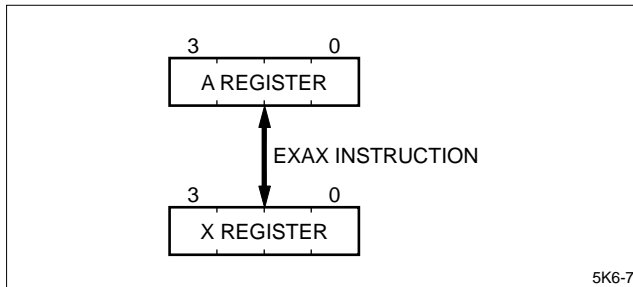 3 0
A REGISTER
EXAX INSTRUCTION
3 0
X REGISTER
5K6-7